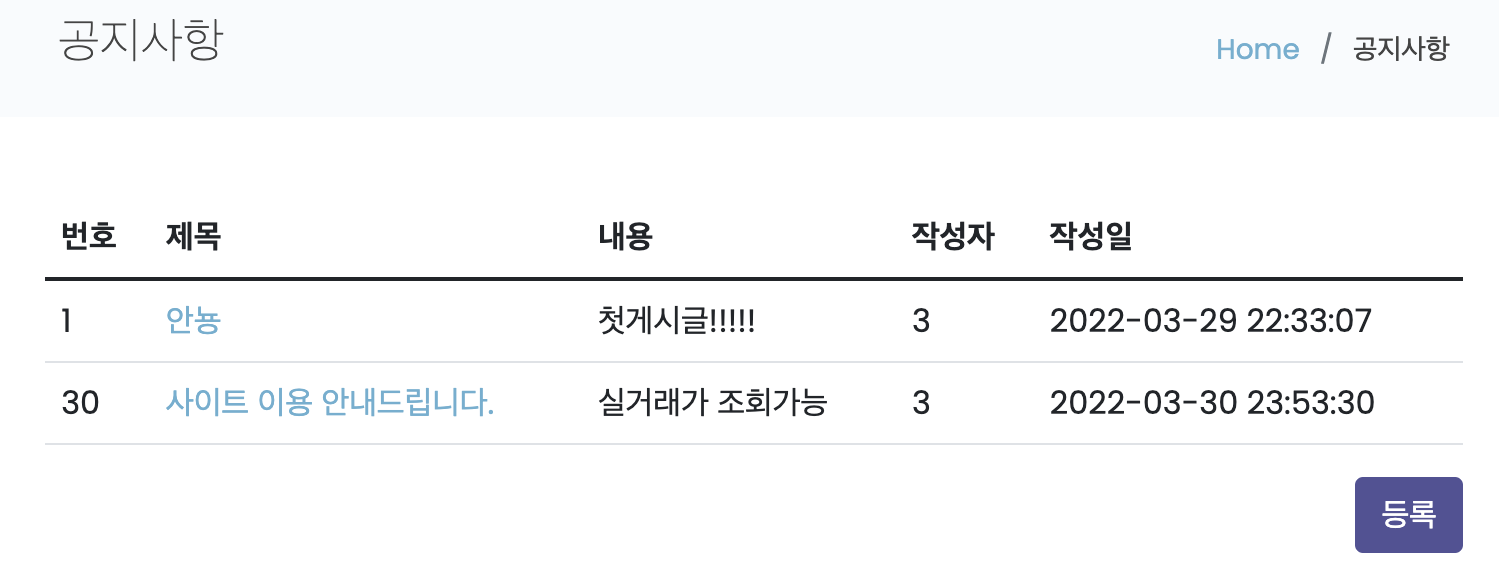 공지사항
Home / 공지사항
번호 제목 내용 작성자 작성일
1 안뇽 첫게시글!!!!! 3 2022-03-29 22:33:07
30 사이트 이용 안내드립니다. 실거래가 조회가능 3 2022-03-30 23:53:30
등록